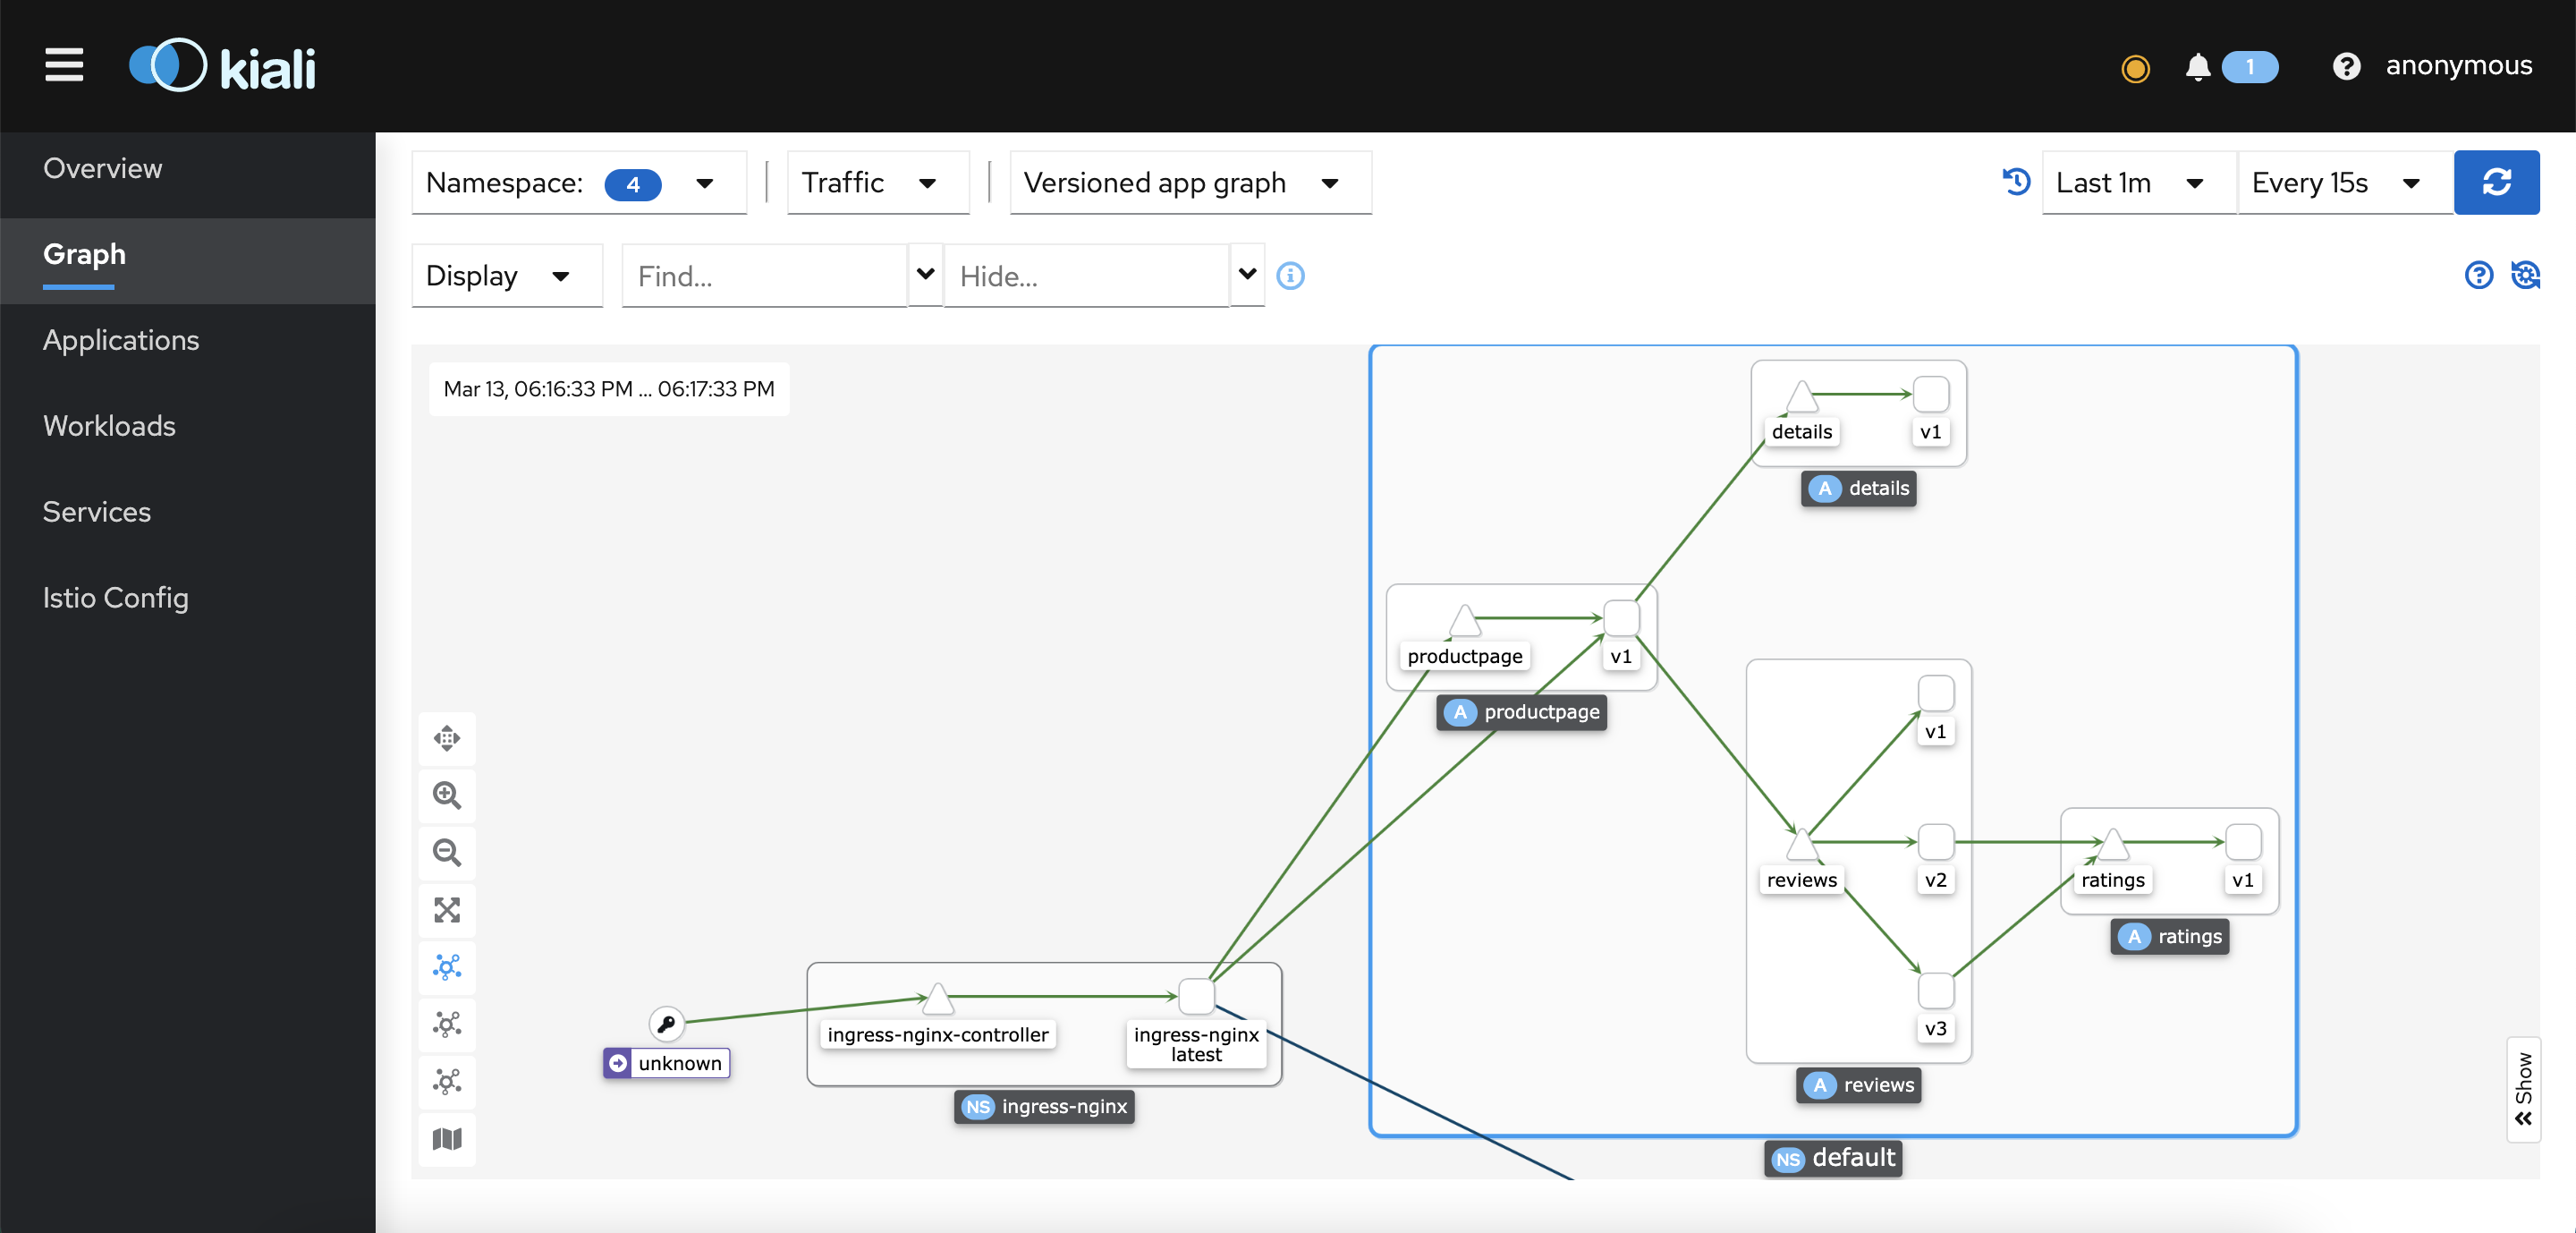 kiali
1
anonymous
Overview
Graph
Applications
Workloads
Services
Istio Config
Namespace: 4
Traffic
Versioned app graph
Last 1m
Every 15s
Display
Find...
Hide...
Mar 13, 06:16:33 PM ... 06:17:33 PM
details
v1
A details
productpage
v1
A productpage
v1
reviews
v2
v3
A reviews
ratings
v1
A ratings
unknown
ingress-nginx-controller
ingress-nginx
latest
NS ingress-nginx
NS default
Show